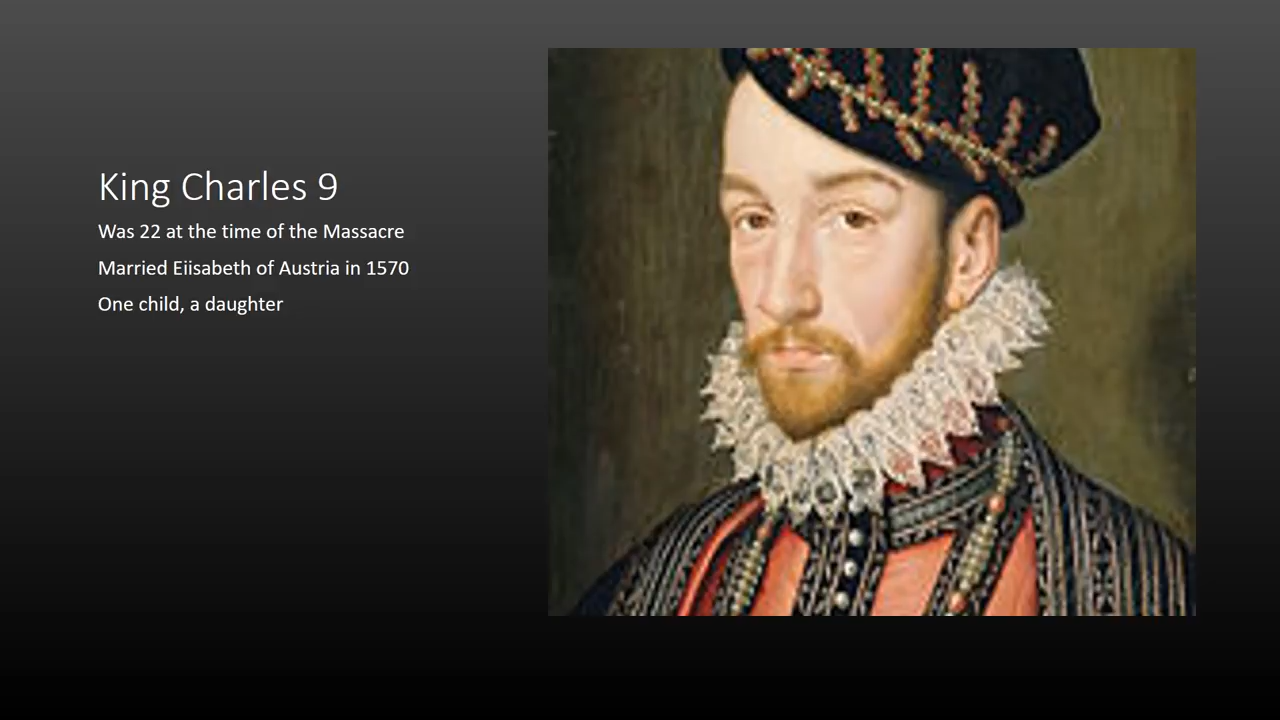 King Charles 9
Was 22 at the time of the Massacre
Married Eiisabeth of Austria in 1570
One child, a daughter